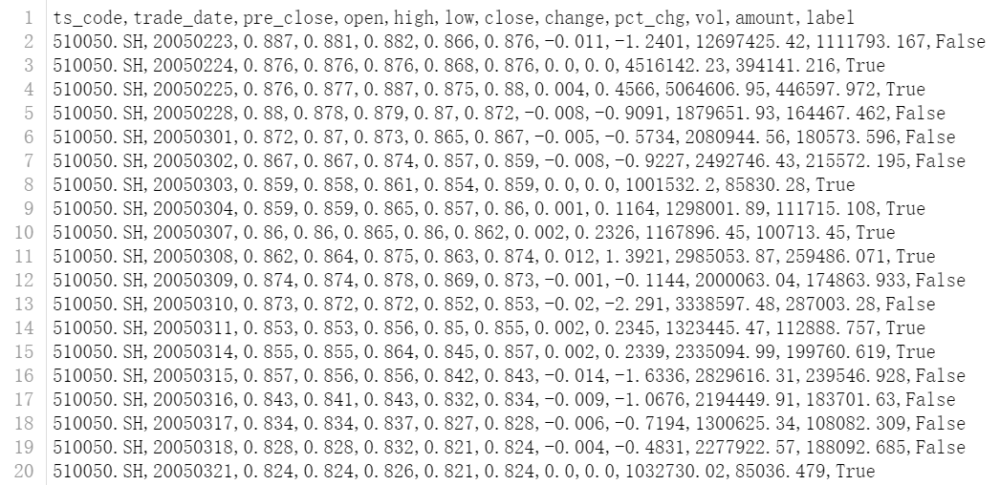 1 ts_code,trade_date,pre_close,open,high,low,close,change,pct_chg,vol,amount,label
2 510050.SH,20050223,0.887,0.881,0.882,0.866,0.876,-0.011,-1.2401,12697425.42,1111793.167,False
3 510050.SH,20050224,0.876,0.876,0.876,0.868,0.876,0.0,0.0,4516142.23,394141.216,True
4 510050.SH,20050225,0.876,0.877,0.887,0.875,0.88,0.004,0.4566,5064606.95,446597.972,True
5 510050.SH,20050228,0.88,0.878,0.879,0.87,0.872,-0.008,-0.9091,1879651.93,164467.462,False
6 510050.SH,20050301,0.872,0.87,0.873,0.865,0.867,-0.005,-0.5734,2080944.56,180573.596,False
7 510050.SH,20050302,0.867,0.867,0.874,0.857,0.859,-0.008,-0.9227,2492746.43,215572.195,False
8 510050.SH,20050303,0.859,0.858,0.861,0.854,0.859,0.0,0.0,1001532.2,85830.28,True
9 510050.SH,20050304,0.859,0.859,0.865,0.857,0.86,0.001,0.1164,1298001.89,111715.108,True
10 510050.SH,20050307,0.86,0.86,0.865,0.86,0.862,0.002,0.2326,1167896.45,100713.45,True
11 510050.SH,20050308,0.862,0.864,0.875,0.863,0.874,0.012,1.3921,2985053.87,259486.071,True
12 510050.SH,20050309,0.874,0.874,0.878,0.869,0.873,-0.001,-0.1144,2000063.04,174863.933,False
13 510050.SH,20050310,0.873,0.872,0.872,0.852,0.853,-0.02,-2.291,3338597.48,287003.28,False
14 510050.SH,20050311,0.853,0.853,0.856,0.85,0.855,0.002,0.2345,1323445.47,112888.757,True
15 510050.SH,20050314,0.855,0.855,0.864,0.845,0.857,0.002,0.2339,2335094.99,199760.619,True
16 510050.SH,20050315,0.857,0.856,0.856,0.842,0.843,-0.014,-1.6336,2829616.31,239546.928,False
17 510050.SH,20050316,0.843,0.841,0.843,0.832,0.834,-0.009,-1.0676,2194449.91,183701.63,False
18 510050.SH,20050317,0.834,0.834,0.837,0.827,0.828,-0.006,-0.7194,1300625.34,108082.309,False
19 510050.SH,20050318,0.828,0.828,0.832,0.821,0.824,-0.004,-0.4831,2277922.57,188092.685,False
20 510050.SH,20050321,0.824,0.824,0.826,0.821,0.824,0.0,0.0,1032730.02,85036.479,True